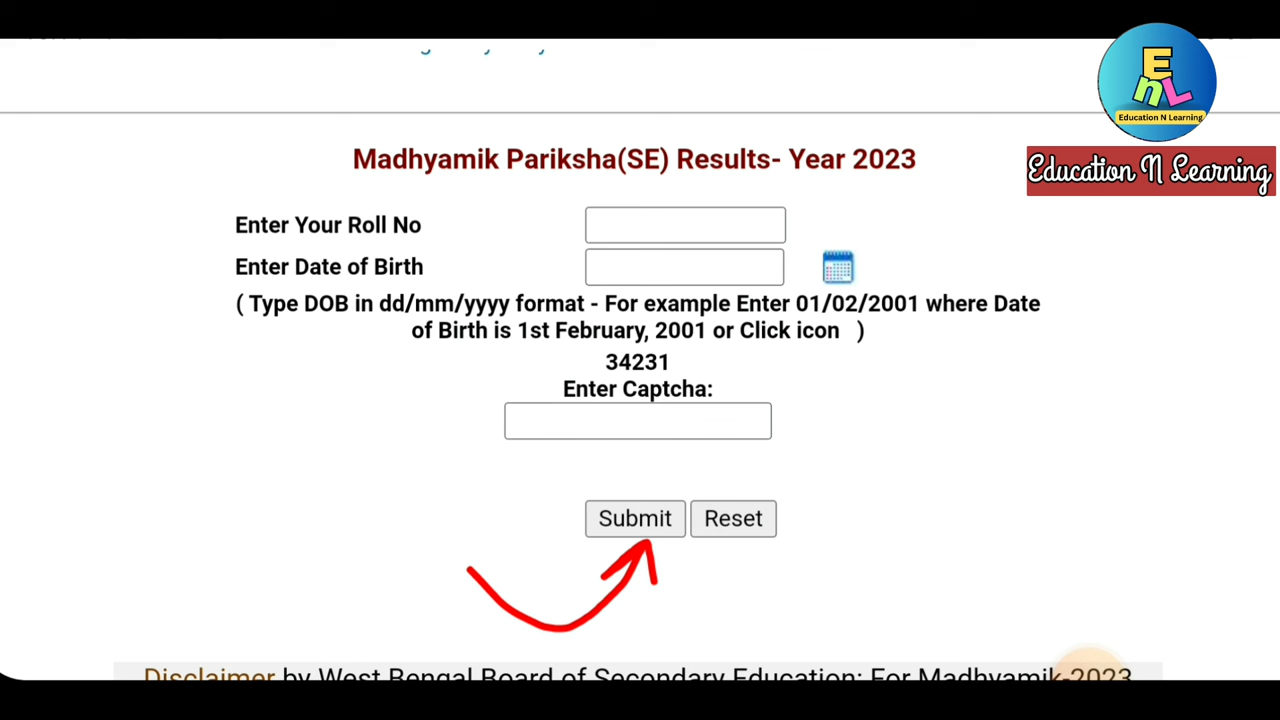 E
n
L
Education N Learning
Education N Learning
Madhyamik Pariksha(SE) Results- Year 2023
Enter Your Roll No
Enter Date of Birth
( Type DOB in dd/mm/yyyy format - For example Enter 01/02/2001 where Date
of Birth is 1st February, 2001 or Click icon )
34231
Enter Captcha:
Submit Reset
Disclaimer by West Bengal Board of Secondary Education: For Madhyamik-2023